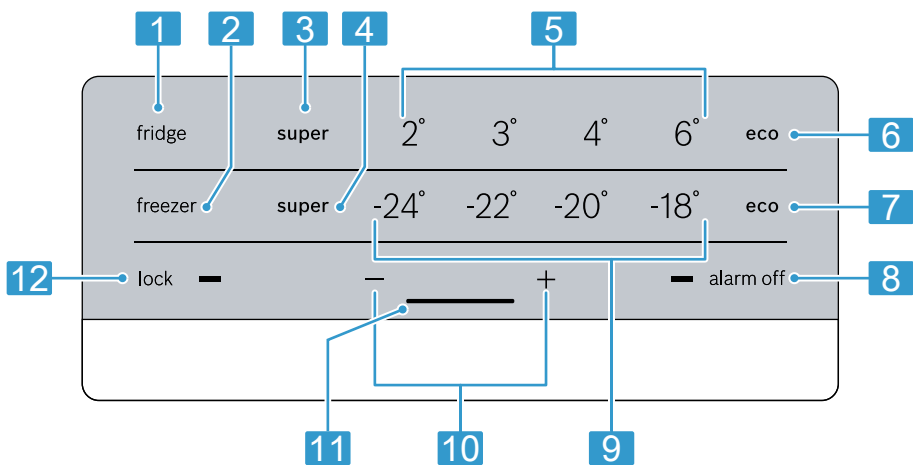 1 2 3 4 5
fridge super 2° 3° 4° 6° eco 6
freezer super -24° -22° -20° -18° eco 7
12 lock − + alarm off 8
11 10 9